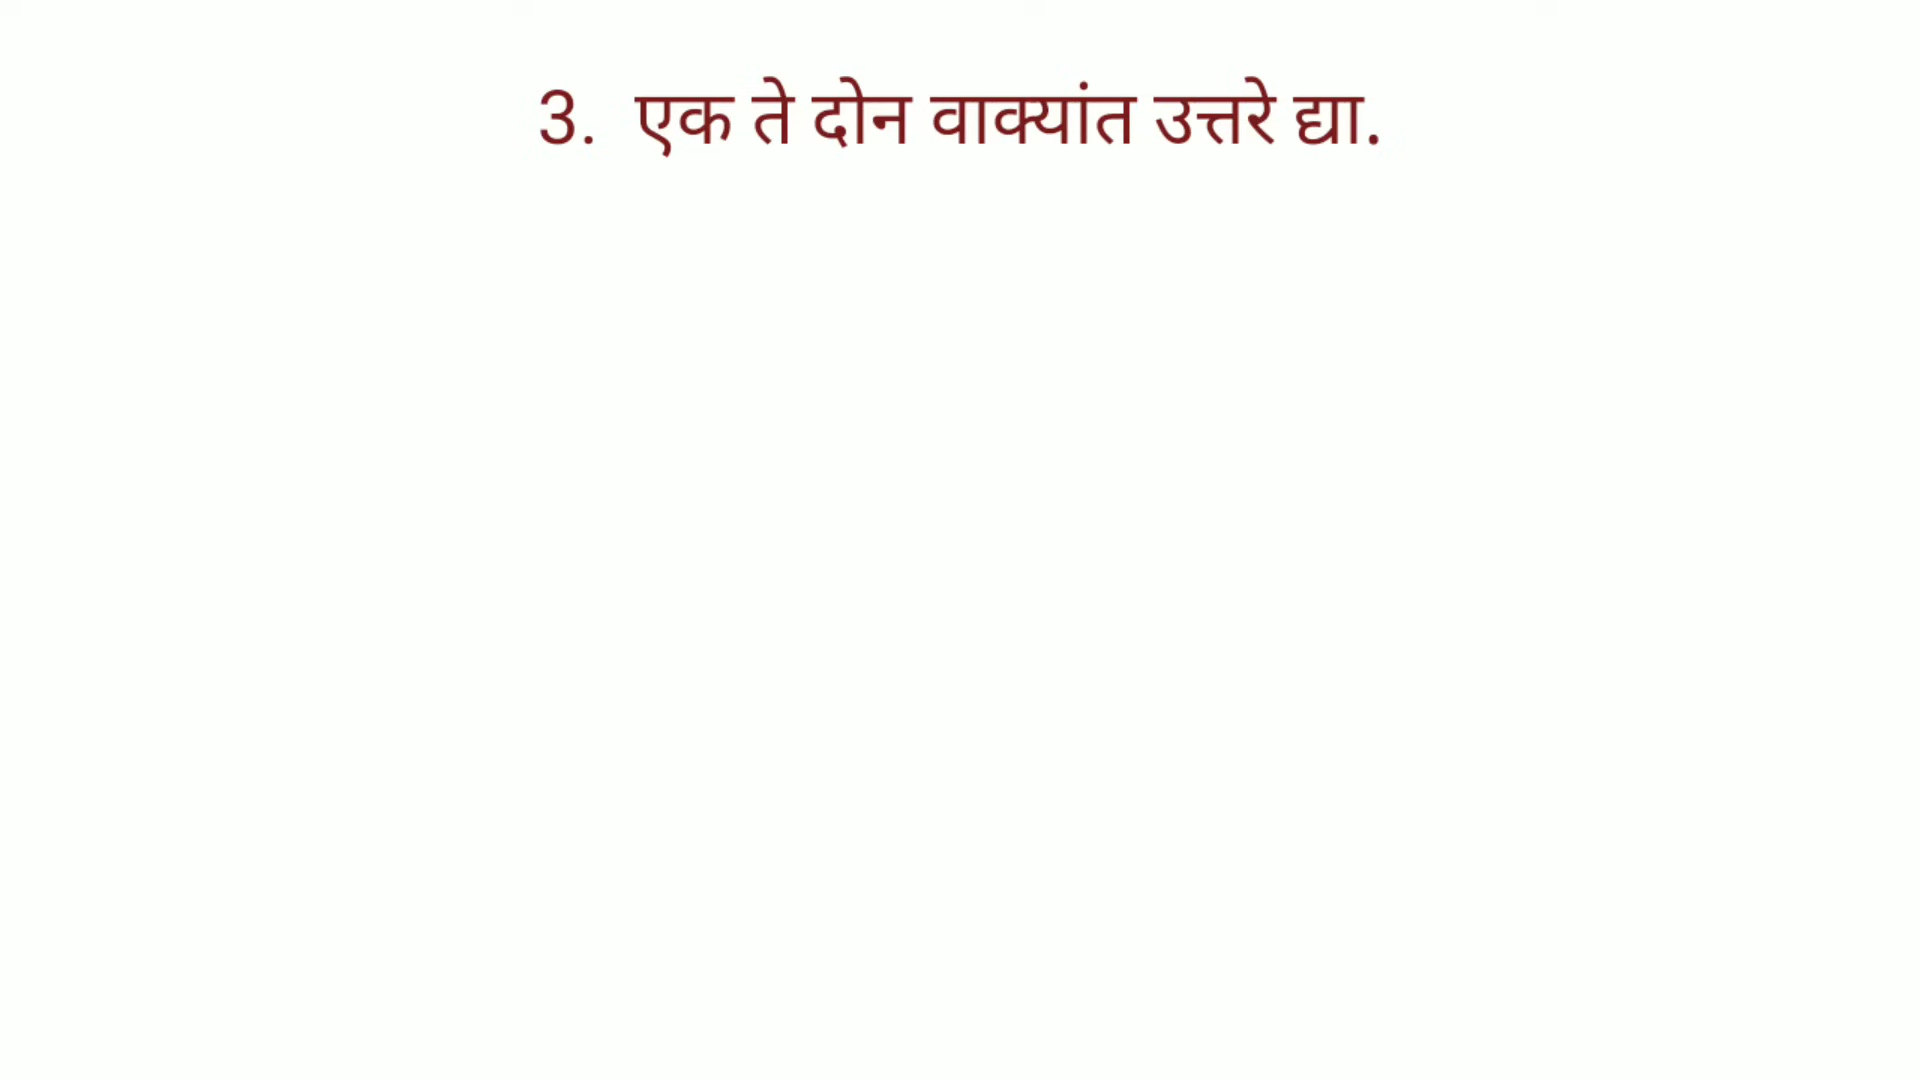 3. एक ते दोन वाक्यांत उत्तरे द्या.